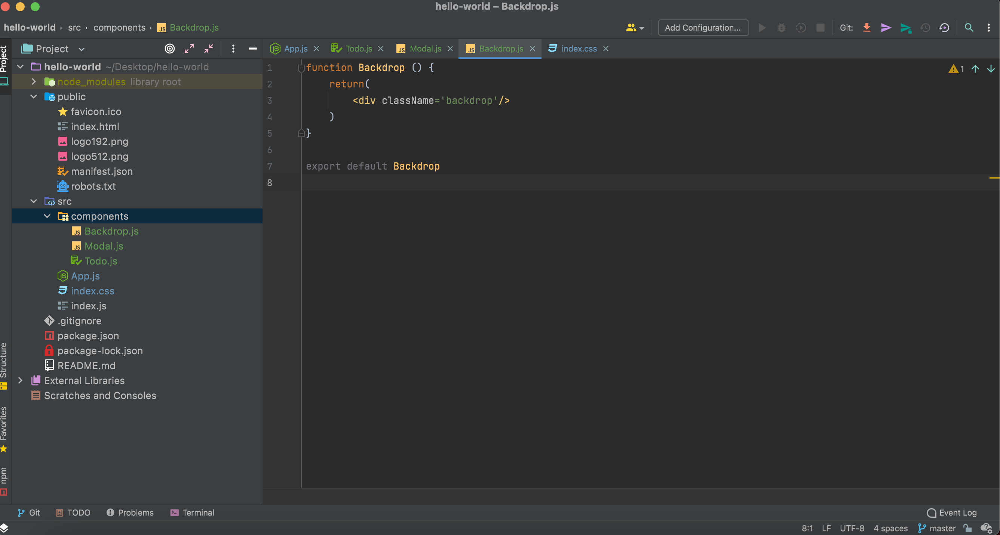 hello-world – Backdrop.js
hello-world › src › components › JS Backdrop.js
Add Configuration...
Git:
Project
Project
App.js
Todo.js
JS Modal.js
JS Backdrop.js
index.css
hello-world ~/Desktop/hello-world
node_modules library root
public
favicon.ico
index.html
logo192.png
logo512.png
manifest.json
robots.txt
src
components
JS Backdrop.js
JS Modal.js
Todo.js
App.js
index.css
index.js
.gitignore
package.json
package-lock.json
README.md
External Libraries
Scratches and Consoles
Structure
Favorites
npm
1 function Backdrop () {
2 return(
3 <div className='backdrop'/>
4 )
5 }
6
7 export default Backdrop
8
1
Git
TODO
Problems
Terminal
Event Log
8:1 LF UTF-8 4 spaces master